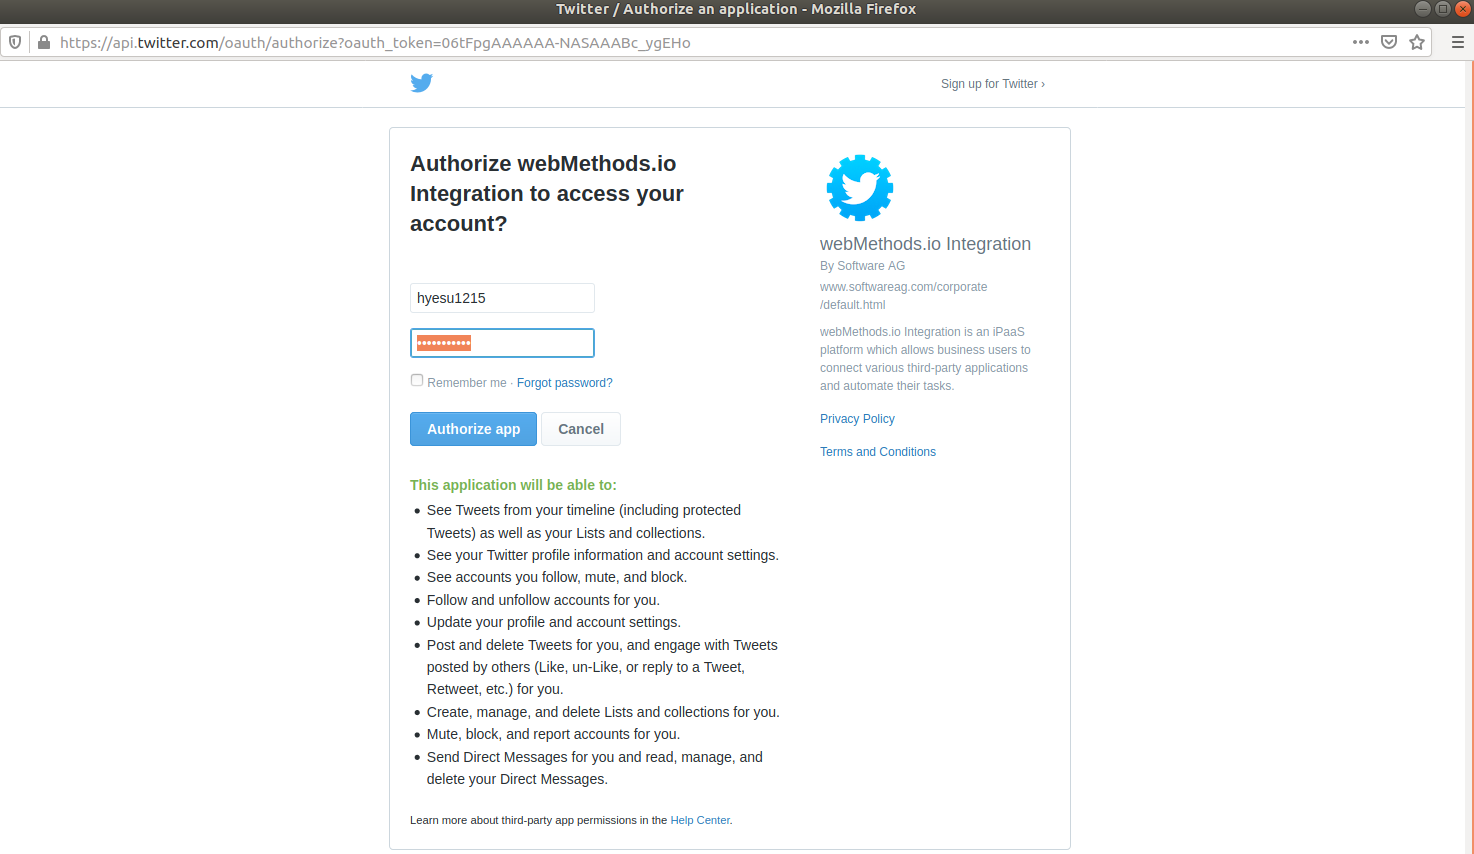 Twitter / Authorize an application - Mozilla Firefox
https://api.twitter.com/oauth/authorize?oauth_token=06tFpgAAAAAA-NASAAABc_ygEHo
Sign up for Twitter ›
Authorize webMethods.io
Integration to access your
account?
hyesu1215
•••••••••••
Remember me · Forgot password?
Authorize app Cancel
This application will be able to:
• See Tweets from your timeline (including protected
Tweets) as well as your Lists and collections.
• See your Twitter profile information and account settings.
• See accounts you follow, mute, and block.
• Follow and unfollow accounts for you.
• Update your profile and account settings.
• Post and delete Tweets for you, and engage with Tweets
posted by others (Like, un-Like, or reply to a Tweet,
Retweet, etc.) for you.
• Create, manage, and delete Lists and collections for you.
• Mute, block, and report accounts for you.
• Send Direct Messages for you and read, manage, and
delete your Direct Messages.
Learn more about third-party app permissions in the Help Center.
webMethods.io Integration
By Software AG
www.softwareag.com/corporate
/default.html
webMethods.io Integration is an iPaaS
platform which allows business users to
connect various third-party applications
and automate their tasks.
Privacy Policy
Terms and Conditions